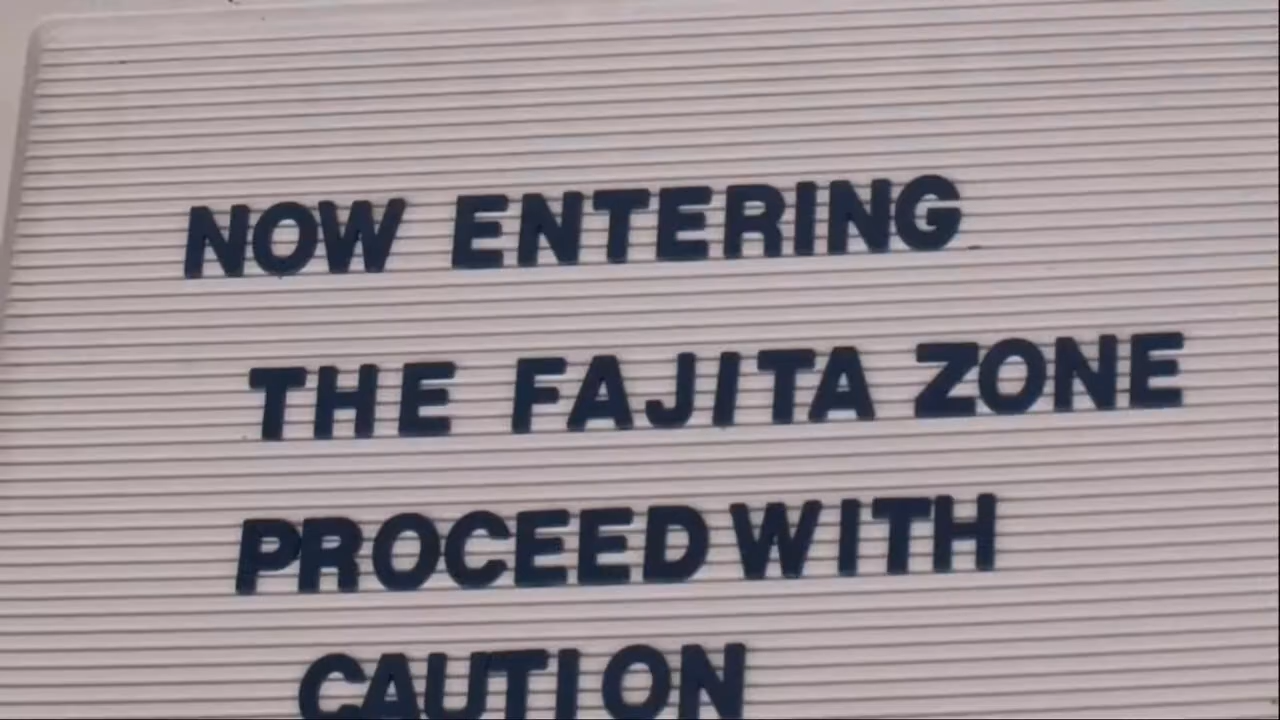 NOW ENTERING
THE FAJITA ZONE
PROCEED WITH
CAUTION